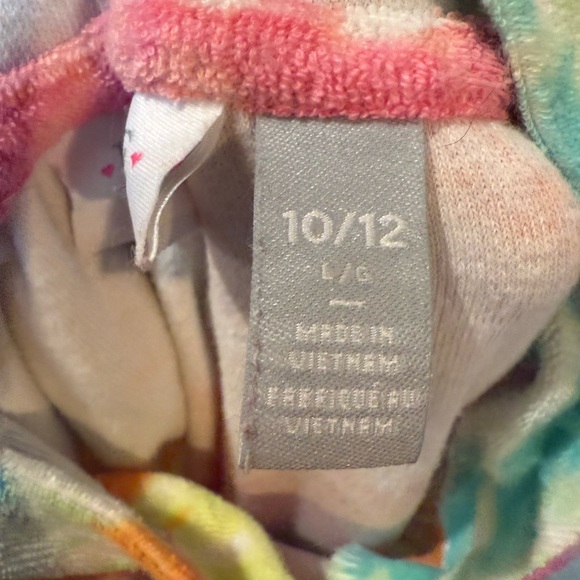 10/12
L/G
MADE IN
VIETNAM
FABRIQUÉ AU
VIETNAM